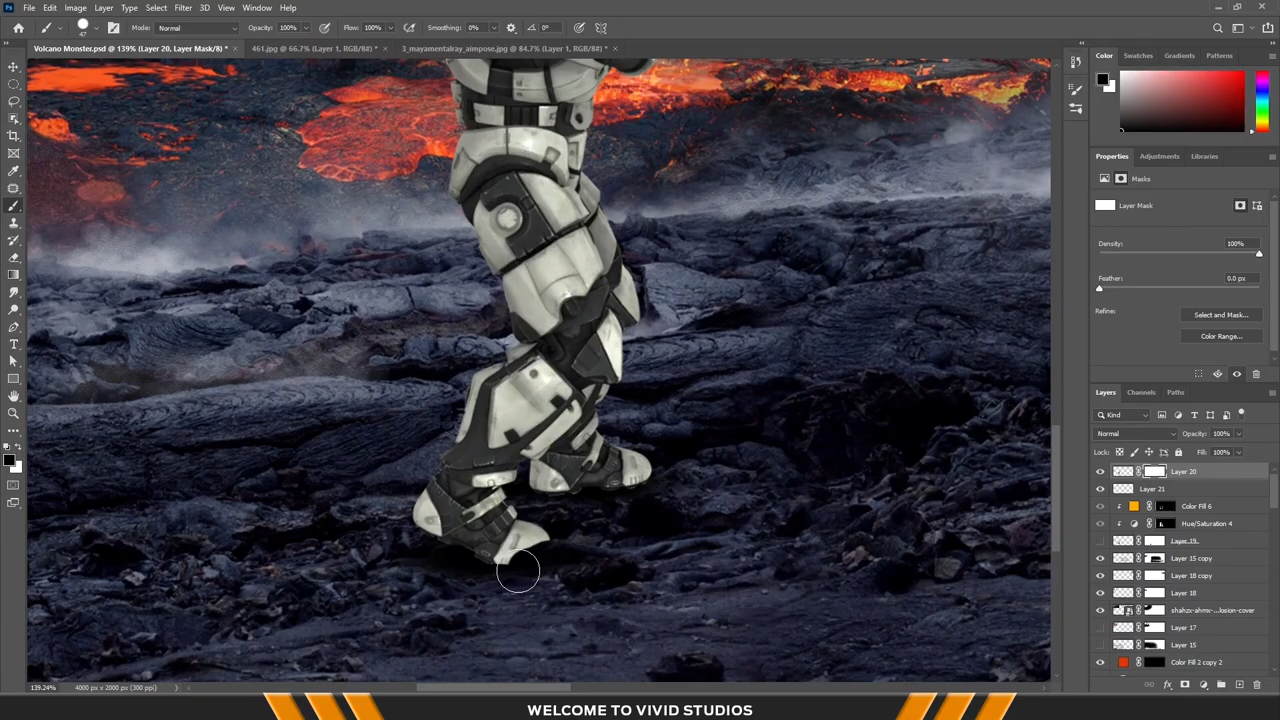 File Edit Image Layer Type Select Filter 3D View Window Help
47 Mode: Normal Opacity: 100% Flow: 100% Smoothing: 0% 0°
Volcano Monster.psd @ 139% (Layer 20, Layer Mask/8) * × 461.jpg @ 66.7% (Layer 1, RGB/8#) * × 3_mayamentalray_aimpose.jpg @ 84.7% (Layer 1, RGB/8#) * ×
Color Swatches Gradients Patterns
Properties Adjustments Libraries
Masks
Layer Mask
Density: 100%
Feather: 0.0 px
Refine: Select and Mask...
Color Range...
Layers Channels Paths
Kind
Normal Opacity: 100%
Lock: Fill: 100%
Layer 20
Layer 21
Color Fill 6
Hue/Saturation 4
Layer 19
Layer 15 copy
Layer 18 copy
Layer 18
shahzx-ahmx-...losion-cover
Layer 17
Layer 15
Color Fill 2 copy 2
139.24% 4000 px x 2000 px (300 ppi)
WELCOME TO VIVID STUDIOS